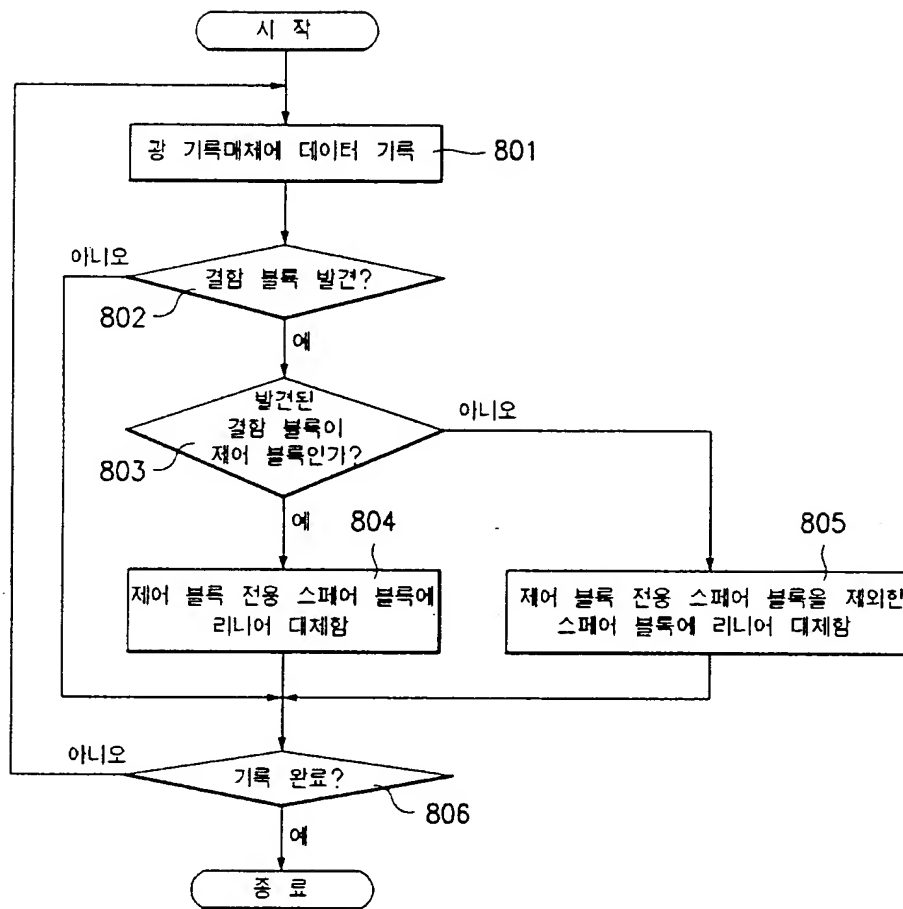 시 작
광 기록매체에 데이터 기록
801
아니오
결함 블록 발견?
802
예
발견된
결함 블록이
제어 블록인가?
803
아니오
예
804
805
제어 블록 전용 스페어 블록에
리니어 대체함
제어 블록 전용 스페어 블록을 제외한
스페어 블록에 리니어 대체함
아니오
기록 완료?
806
예
종 료